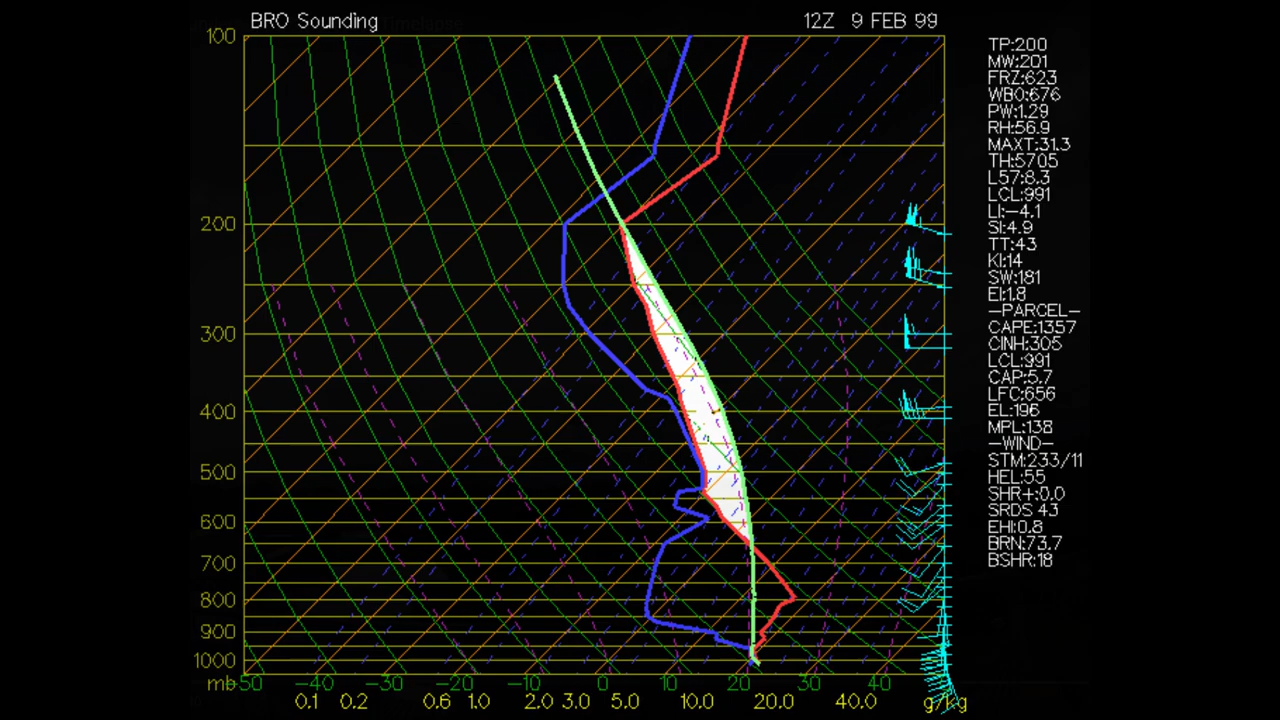 BRO Sounding 12Z 9 FEB 99
100
200
300
400
500
600
700
800
900
1000
mb -50 -40 -30 -20 -10 0 10 20 30 40
0.1 0.2 0.6 1.0 2.0 3.0 5.0 10.0 20.0 40.0 g/kg
TP:200
MW:201
FRZ:623
WB0:676
PW:1.29
RH:56.9
MAXT:31.3
TH:5705
L57:8.3
LCL:991
LI:-4.1
SI:4.9
TT:43
KI:14
SW:181
EI:1.8
-PARCEL-
CAPE:1357
CINH:305
LCL:991
CAP:5.7
LFC:656
EL:196
MPL:138
-WIND-
STM:233/11
HEL:55
SHR+:0.0
SRDS 43
EHI:0.8
BRN:73.7
BSHR:18